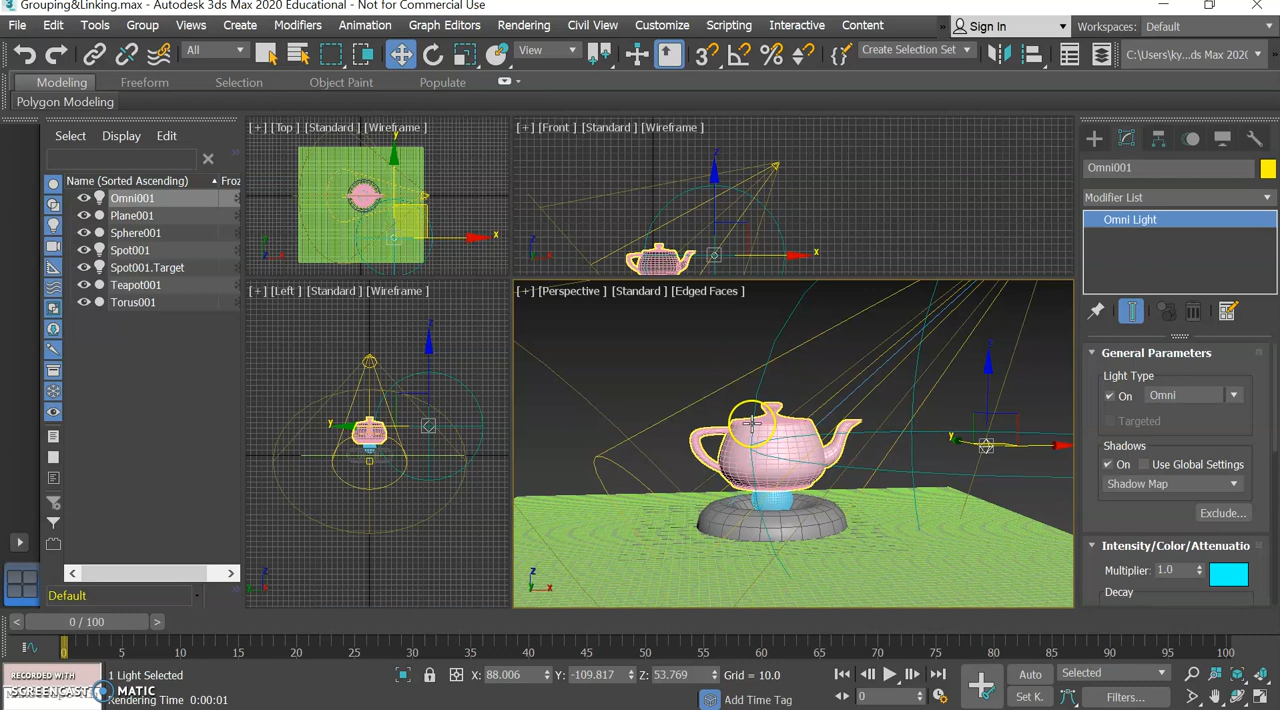 Grouping&Linking.max - Autodesk 3ds Max 2020 Educational - Not for Commercial Use
File Edit Tools Group Views Create Modifiers Animation Graph Editors Rendering Civil View Customize Scripting Interactive Content » Sign In Workspaces: Default
All View Create Selection Set C:\Users\ky...ds Max 2020
Modeling Freeform Selection Object Paint Populate
Polygon Modeling
Select Display Edit
Name (Sorted Ascending) Froz
Omni001
Plane001
Sphere001
Spot001
Spot001.Target
Teapot001
Torus001
Default
[+] [Top ] [Standard ] [Wireframe ]
[+] [Front ] [Standard ] [Wireframe ]
[+] [Left ] [Standard ] [Wireframe ]
[+] [Perspective ] [Standard ] [Edged Faces ]
Omni001
Modifier List
Omni Light
General Parameters
Light Type
On Omni
Targeted
Shadows
On Use Global Settings
Shadow Map
Exclude...
Intensity/Color/Attenuatio
Multiplier: 1.0
Decay
< 0 / 100 >
0 5 10 15 20 25 30 35 40 45 50 55 60 65 70 75 80 85 90 95 100
RECORDED WITH
SCREENCAST MATIC
1 Light Selected
Rendering Time 0:00:01
X: 88.006 Y: -109.817 Z: 53.769 Grid = 10.0
Add Time Tag
0
Auto Selected
Set K. Filters...